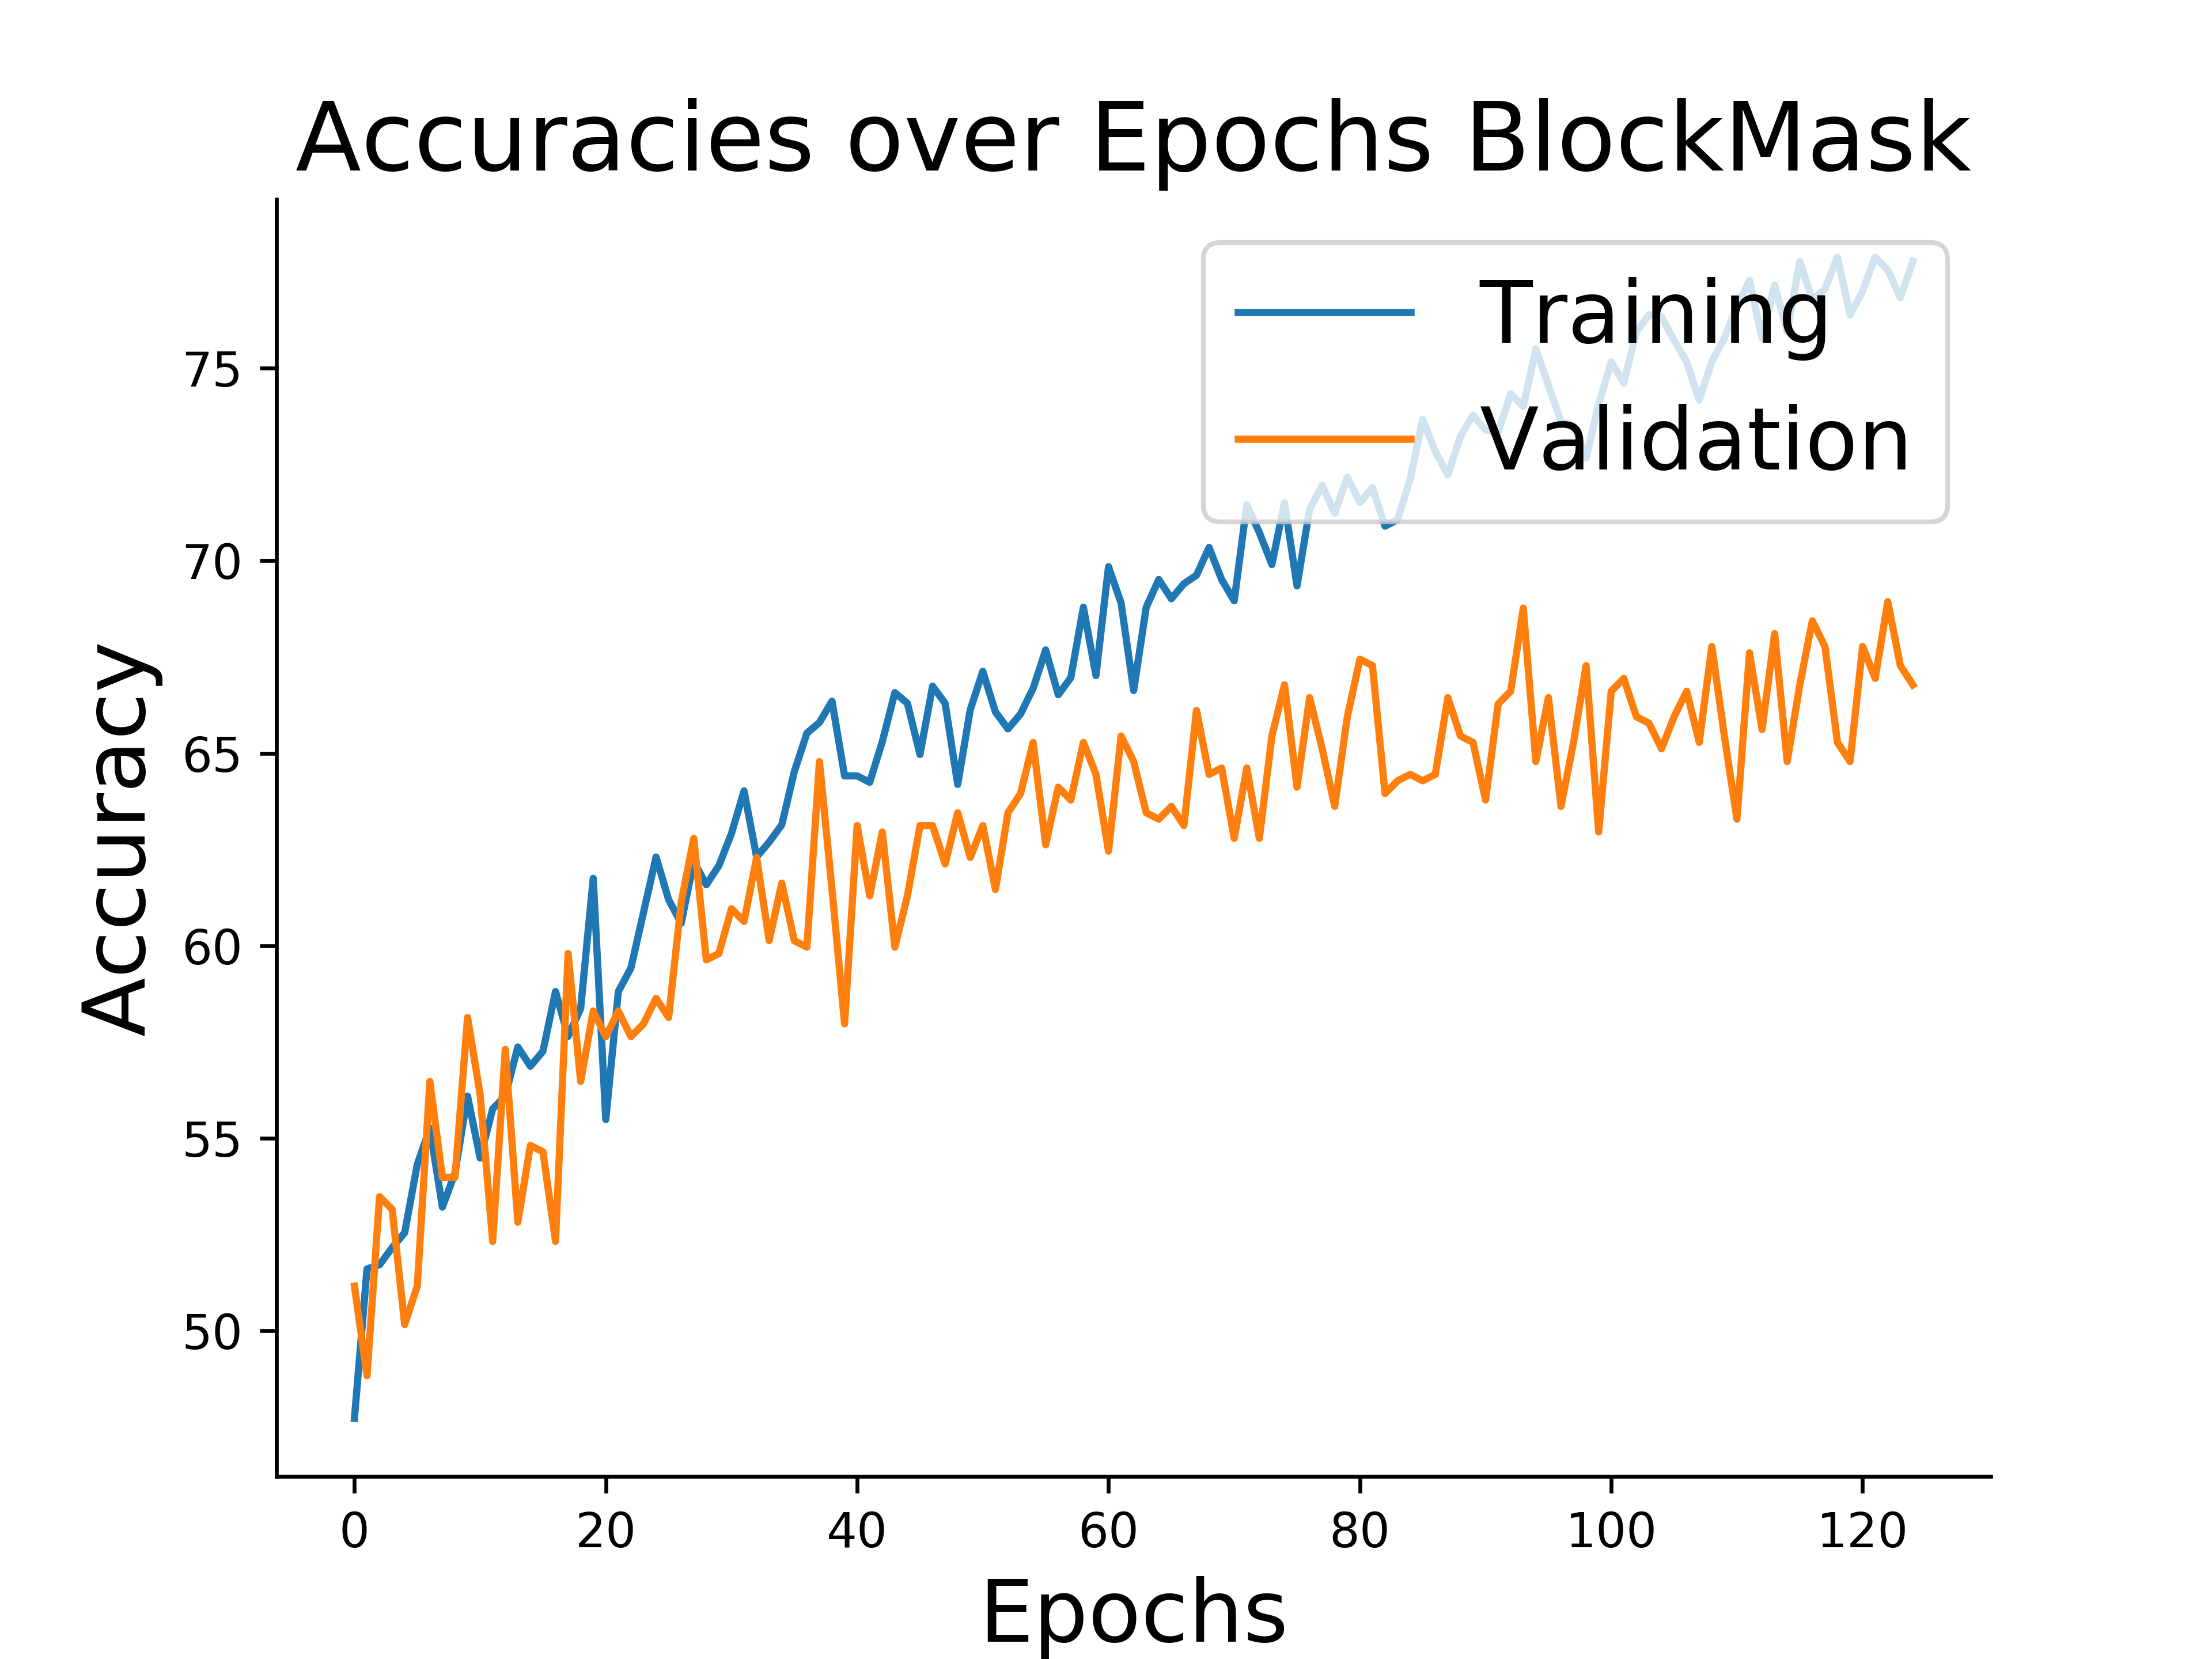 Accuracies over Epochs BlockMask
Training
Validation
75
70
65
60
55
50
Accuracy
0 20 40 60 80 100 120
Epochs